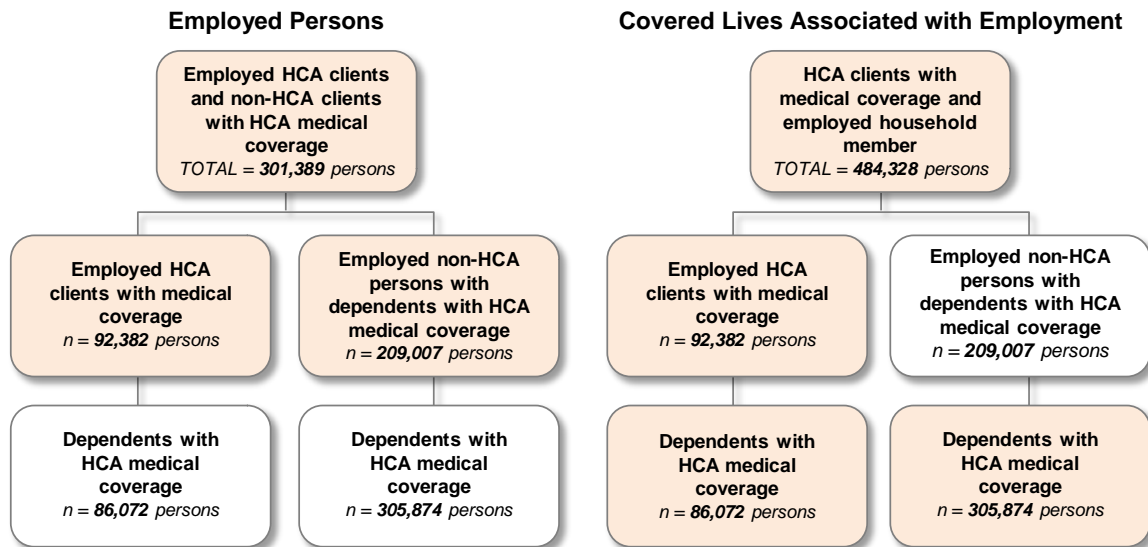 Employed Persons
Employed HCA clients
and non-HCA clients
with HCA medical
coverage
TOTAL = 301,389 persons
Employed HCA
clients with medical
coverage
n = 92,382 persons
Employed non-HCA
persons with
dependents with HCA
medical coverage
n = 209,007 persons
Dependents with
HCA medical
coverage
n = 86,072 persons
Dependents with
HCA medical
coverage
n = 305,874 persons
Covered Lives Associated with Employment
HCA clients with
medical coverage and
employed household
member
TOTAL = 484,328 persons
Employed HCA
clients with medical
coverage
n = 92,382 persons
Employed non-HCA
persons with
dependents with HCA
medical coverage
n = 209,007 persons
Dependents with
HCA medical
coverage
n = 86,072 persons
Dependents with
HCA medical
coverage
n = 305,874 persons